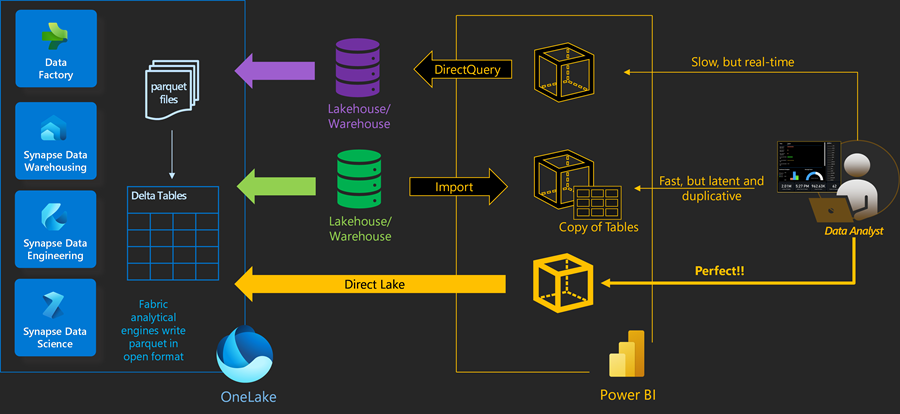 Data
Factory
Synapse Data
Warehousing
Synapse Data
Engineering
Synapse Data
Science
parquet
files
Delta Tables
Fabric
analytical
engines write
parquet in
open format
OneLake
Lakehouse/
Warehouse
Lakehouse/
Warehouse
DirectQuery
Import
Direct Lake
Copy of Tables
Power BI
Slow, but real-time
Fast, but latent and
duplicative
Perfect!!
Data Analyst